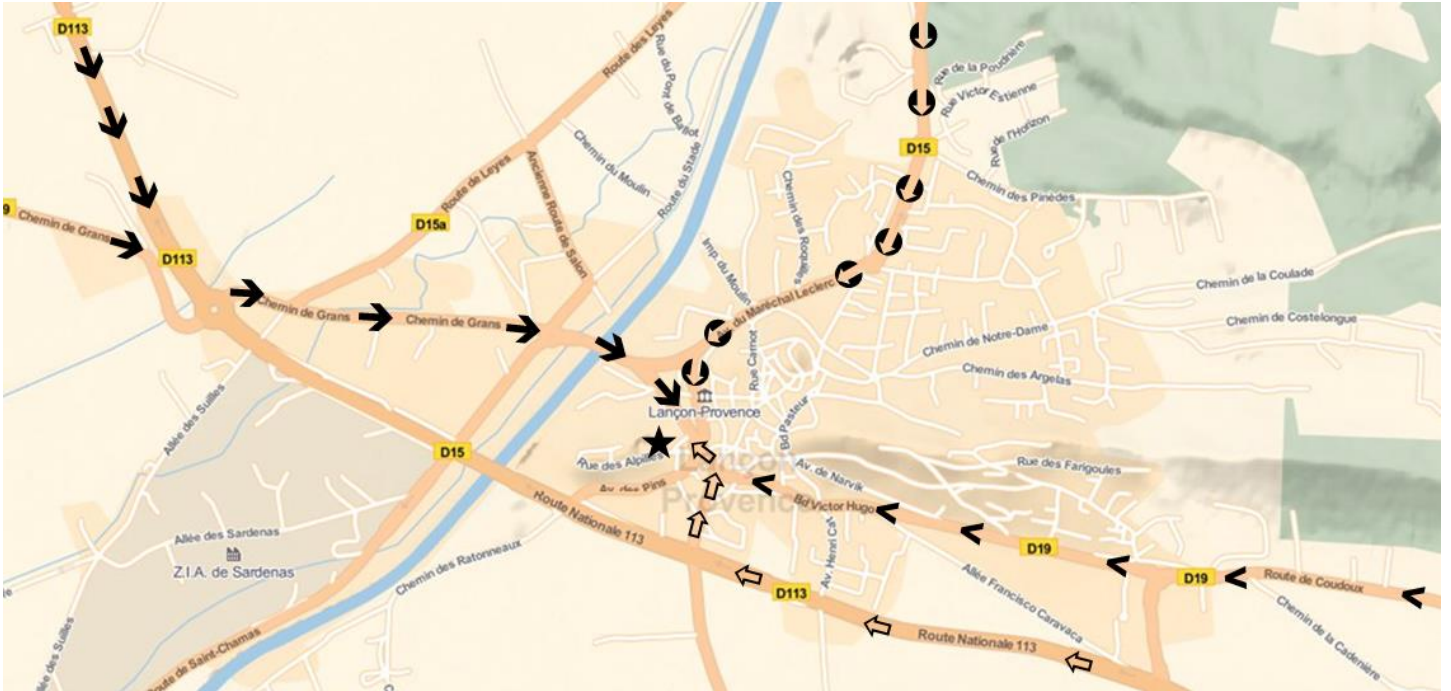 D113
Route des Leyes
Rue du Pont de Baflot
Rue de la Poudrière
Rue Victor Estienne
Rue de l'Horizon
D15
Chemin du Moulin
Route du Stade
Ancienne Route de Salon
Route de Leyes
Chemin des Pinèdes
Chemin des Roquilles
9
Chemin de Grans
D15a
D113
Imp. du Moulin
Chemin de la Coulade
Av. du Maréchal Leclerc
Chemin de Grans
Chemin de Grans
Chemin de Costelongue
Chemin de Notre-Dame
Rue Carnot
Chemin des Argelas
Allée des Suilles
Lançon-Provence
Bd Pasteur
D15
Rue des Alpilles
Lançon
Provence
Av. de Narvik
Rue des Farigoules
Av. des Pins
Bd Victor Hugo
Route Nationale 113
Allée des Sardenas
Z.I.A. de Sardenas
D19
Av. Henri
Chemin des Ratonneaux
D19
Route de Coudoux
Allée Francisco Caravaca
D113
Chemin de la Cadenière
Route Nationale 113
Allée des Suilles
Route de Saint-Chamas